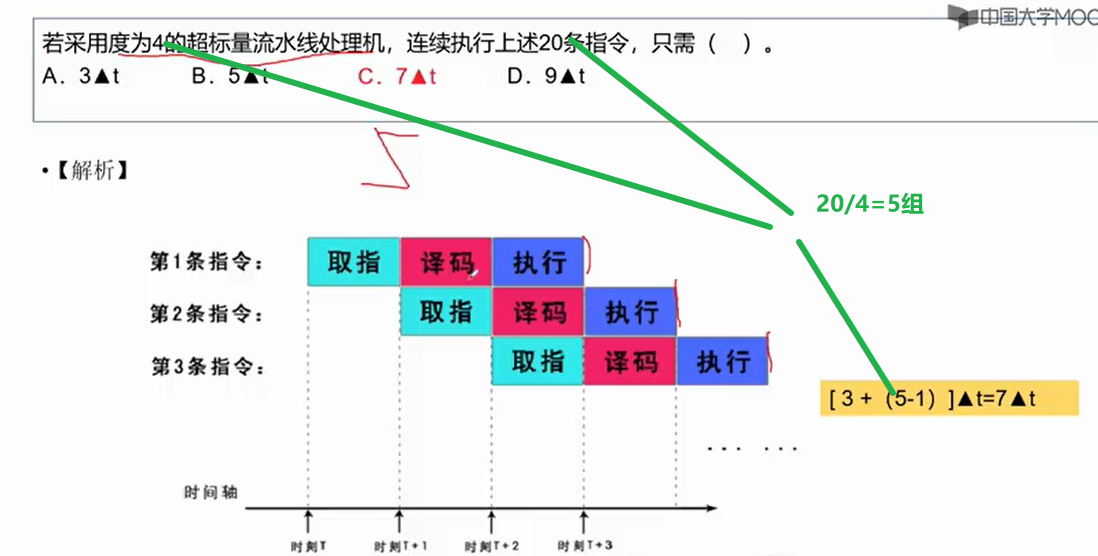 中国大学MOO
若采用度为4的超标量流水线处理机，连续执行上述20条指令，只需（ ）。
A. 3▲t B. 5▲t C. 7▲t D. 9▲t
•【解析】
5
20/4=5组
第1条指令： 取指 译码 执行
第2条指令： 取指 译码 执行
第3条指令： 取指 译码 执行
[ 3 +（5-1）]▲t=7▲t
... ...
时间轴
时刻T 时刻T+1 时刻T+2 时刻T+3